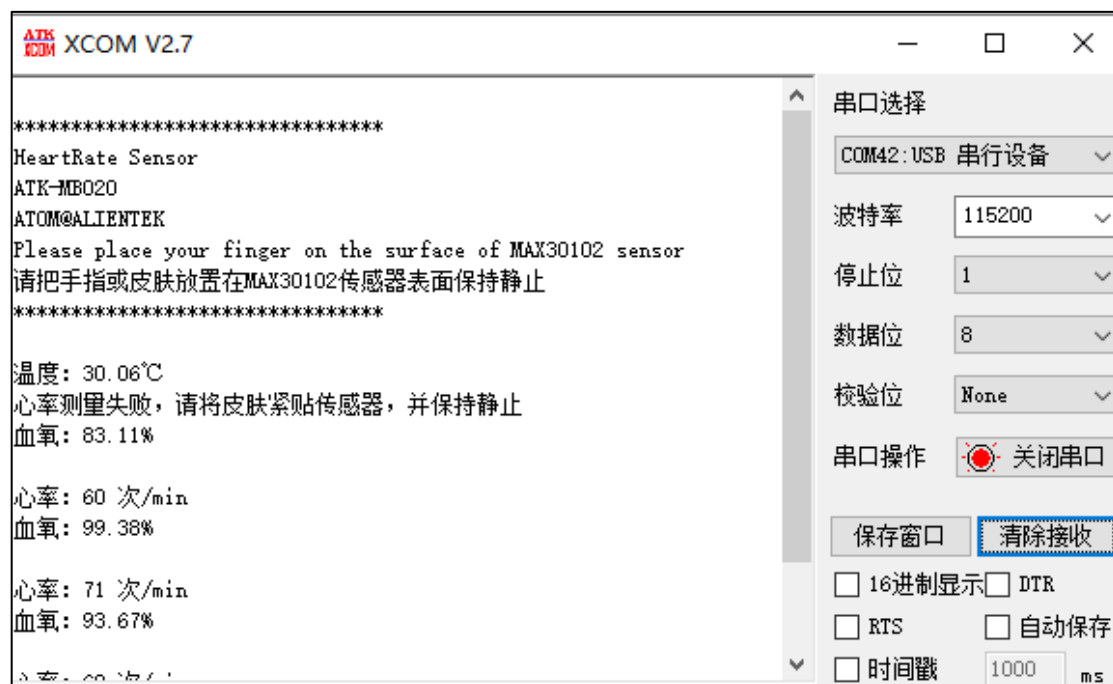 ATK XCOM XCOM V2.7
********************************
HeartRate Sensor
ATK-MB020
ATOM@ALIENTEK
Please place your finger on the surface of MAX30102 sensor
请把手指或皮肤放置在MAX30102传感器表面保持静止
********************************
温度：30.06℃
心率测量失败，请将皮肤紧贴传感器，并保持静止
血氧：83.11%
心率：60 次/min
血氧：99.38%
心率：71 次/min
血氧：93.67%
串口选择
COM42:USB 串行设备
波特率 115200
停止位 1
数据位 8
校验位 None
串口操作 关闭串口
保存窗口 清除接收
16进制显示 DTR
RTS 自动保存
时间戳 1000 ms